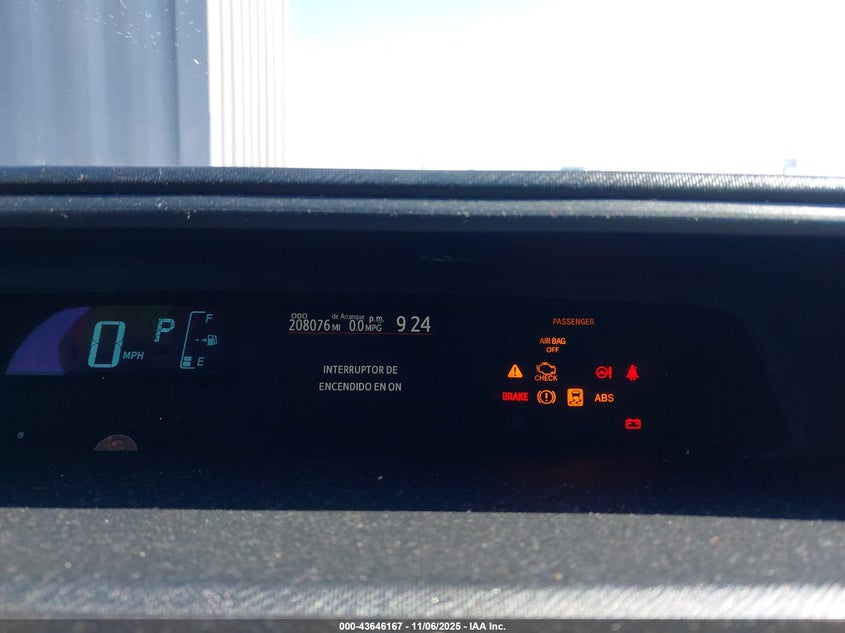 0 MPH
P
F
E
ODO 208076 MI
de Arranque 0.0 MPG
p.m. 9 24
INTERRUPTOR DE
ENCENDIDO EN ON
PASSENGER
AIR BAG
OFF
CHECK
BRAKE
ABS
000-43646167 - 11/06/2025 - IAA Inc.